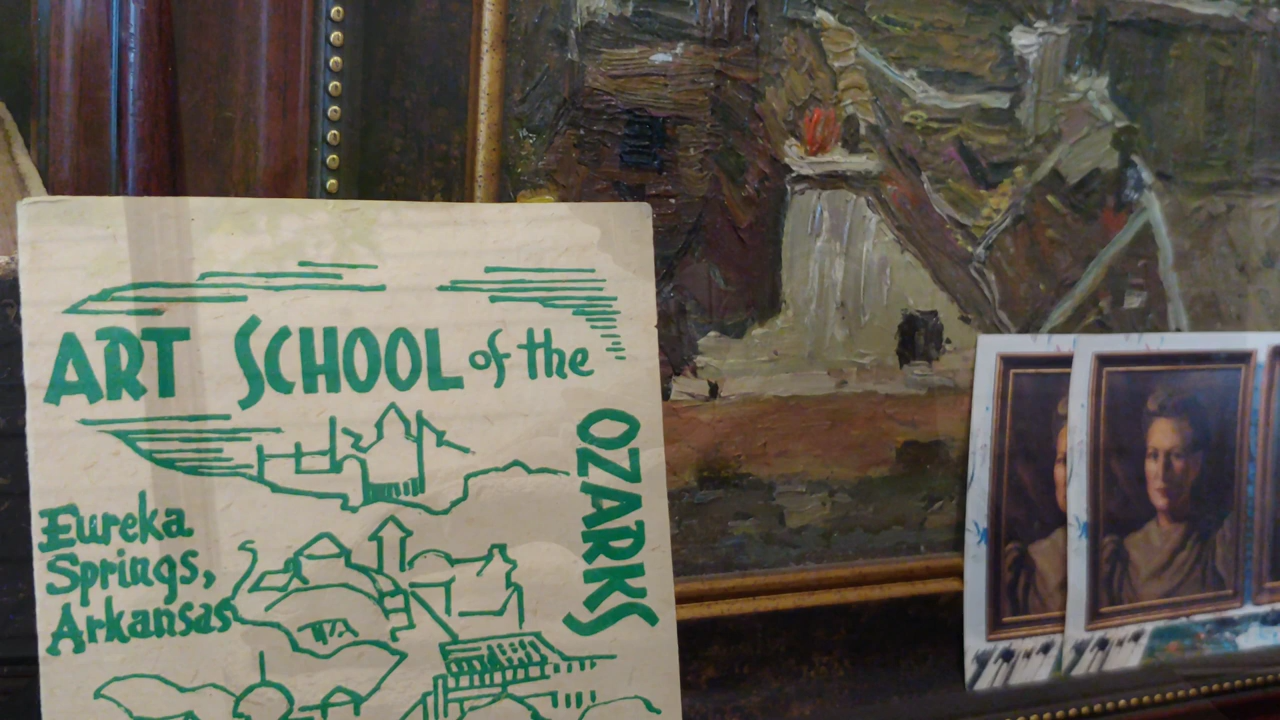 ART SCHOOL of the
OZARKS
Eureka
Springs,
Arkansas